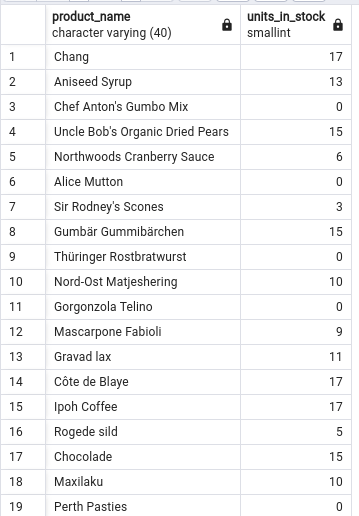 product_name units_in_stock
character varying (40) smallint
1 Chang 17
2 Aniseed Syrup 13
3 Chef Anton's Gumbo Mix 0
4 Uncle Bob's Organic Dried Pears 15
5 Northwoods Cranberry Sauce 6
6 Alice Mutton 0
7 Sir Rodney's Scones 3
8 Gumbär Gummibärchen 15
9 Thüringer Rostbratwurst 0
10 Nord-Ost Matjeshering 10
11 Gorgonzola Telino 0
12 Mascarpone Fabioli 9
13 Gravad lax 11
14 Côte de Blaye 17
15 Ipoh Coffee 17
16 Rogede sild 5
17 Chocolade 15
18 Maxilaku 10
19 Perth Pasties 0